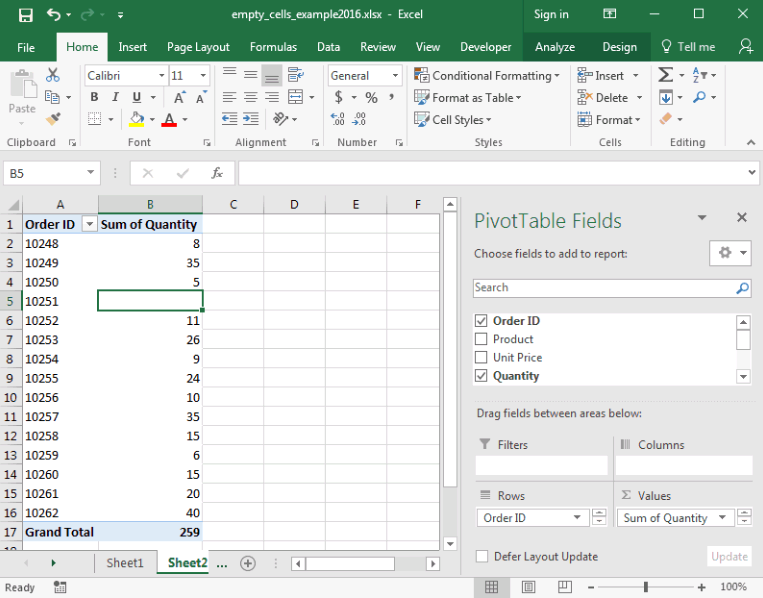 empty_cells_example2016.xlsx - Excel
Sign in
File Home Insert Page Layout Formulas Data Review View Developer Analyze Design Tell me
Paste
Calibri 11
B I U A A
A
General
$ % ,
Conditional Formatting
Format as Table
Cell Styles
Insert
Delete
Format
Clipboard Font Alignment Number Styles Cells Editing
B5 fx
A B C D E F
1 Order ID Sum of Quantity
2 10248 8
3 10249 35
4 10250 5
5 10251
6 10252 11
7 10253 26
8 10254 9
9 10255 24
10 10256 10
11 10257 35
12 10258 15
13 10259 6
14 10260 15
15 10261 20
16 10262 40
17 Grand Total 259
PivotTable Fields
Choose fields to add to report:
Search
Order ID
Product
Unit Price
Quantity
Drag fields between areas below:
Filters Columns
Rows Σ Values
Order ID Sum of Quantity
Defer Layout Update Update
Sheet1 Sheet2 ...
Ready 100%